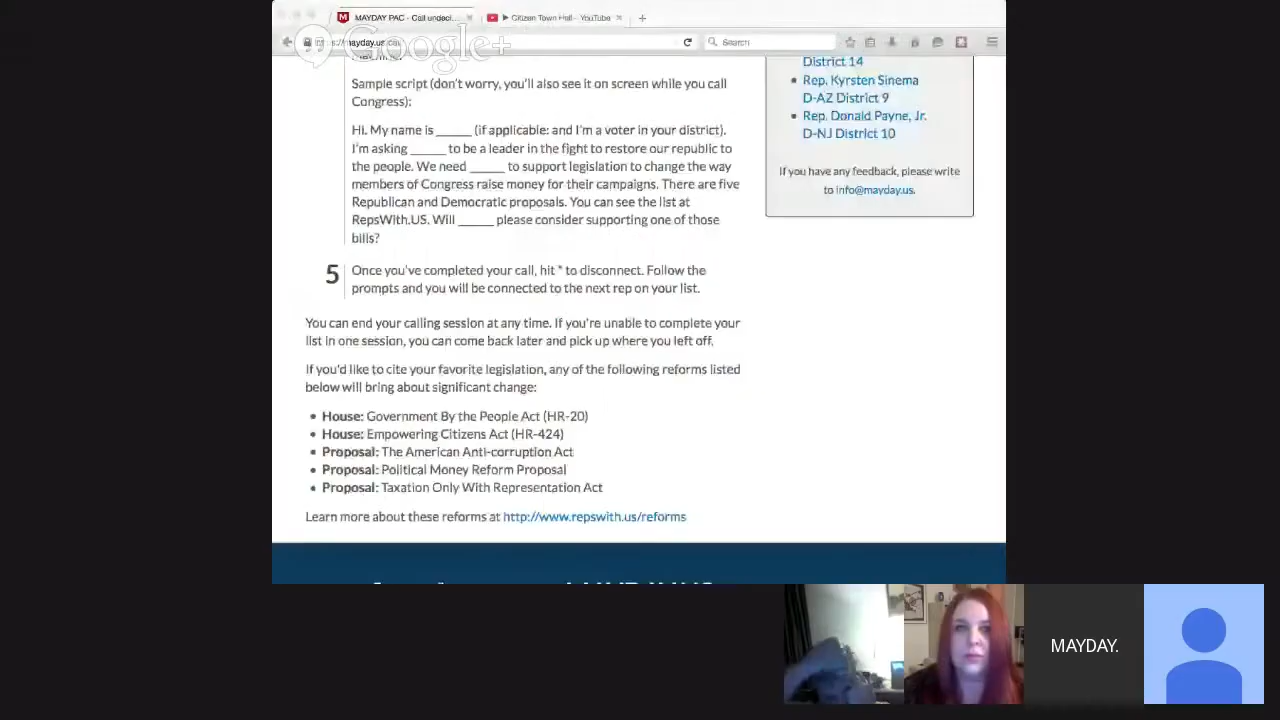 MAYDAY PAC - Call undeci...
Citizen Town Hall - YouTube
Google+
Search
Sample script (don't worry, you'll also see it on screen while you call
Congress):
Hi. My name is ______ (if applicable: and I'm a voter in your district).
I'm asking ______ to be a leader in the fight to restore our republic to
the people. We need ______ to support legislation to change the way
members of Congress raise money for their campaigns. There are five
Republican and Democratic proposals. You can see the list at
RepsWith.US. Will ______ please consider supporting one of those
bills?
5
Once you've completed your call, hit * to disconnect. Follow the
prompts and you will be connected to the next rep on your list.
You can end your calling session at any time. If you're unable to complete your
list in one session, you can come back later and pick up where you left off.
If you'd like to cite your favorite legislation, any of the following reforms listed
below will bring about significant change:
• House: Government By the People Act (HR-20)
• House: Empowering Citizens Act (HR-424)
• Proposal: The American Anti-corruption Act
• Proposal: Political Money Reform Proposal
• Proposal: Taxation Only With Representation Act
Learn more about these reforms at http://www.repswith.us/reforms
District 14
• Rep. Kyrsten Sinema
D-AZ District 9
• Rep. Donald Payne, Jr.
D-NJ District 10
If you have any feedback, please write
to info@mayday.us.
MAYDAY.